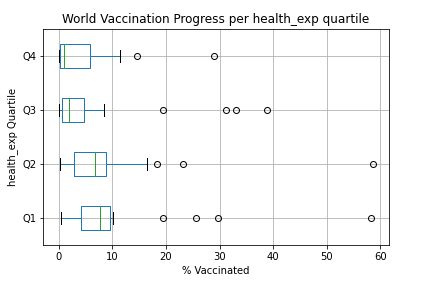 World Vaccination Progress per health_exp quartile
Q4
Q3
Q2
Q1
health_exp Quartile
0 10 20 30 40 50 60
% Vaccinated